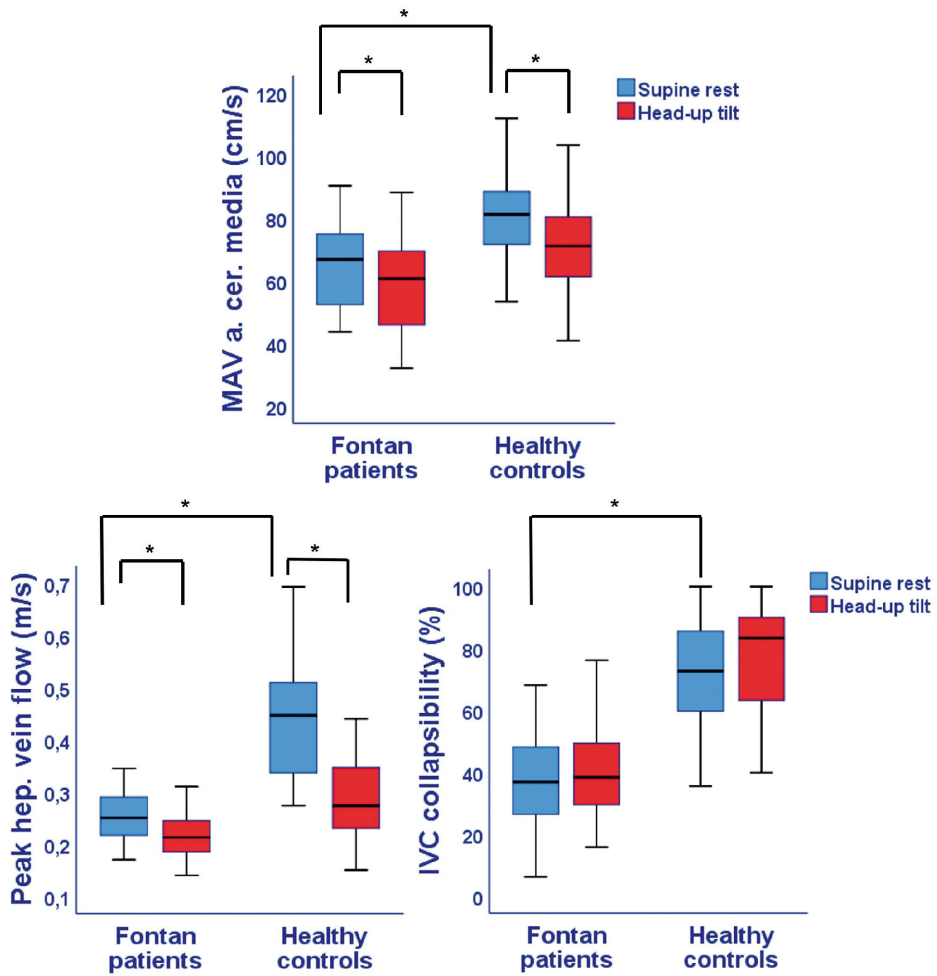 *
*
*
MAV a. cer. media (cm/s)
120
100
80
60
40
20
Supine rest
Head-up tilt
Fontan
patients
Healthy
controls
*
*
*
Peak hep. vein flow (m/s)
0,7
0,6
0,5
0,4
0,3
0,2
0,1
Fontan
patients
Healthy
controls
*
IVC collapsibility (%)
100
80
60
40
20
0
Supine rest
Head-up tilt
Fontan
patients
Healthy
controls